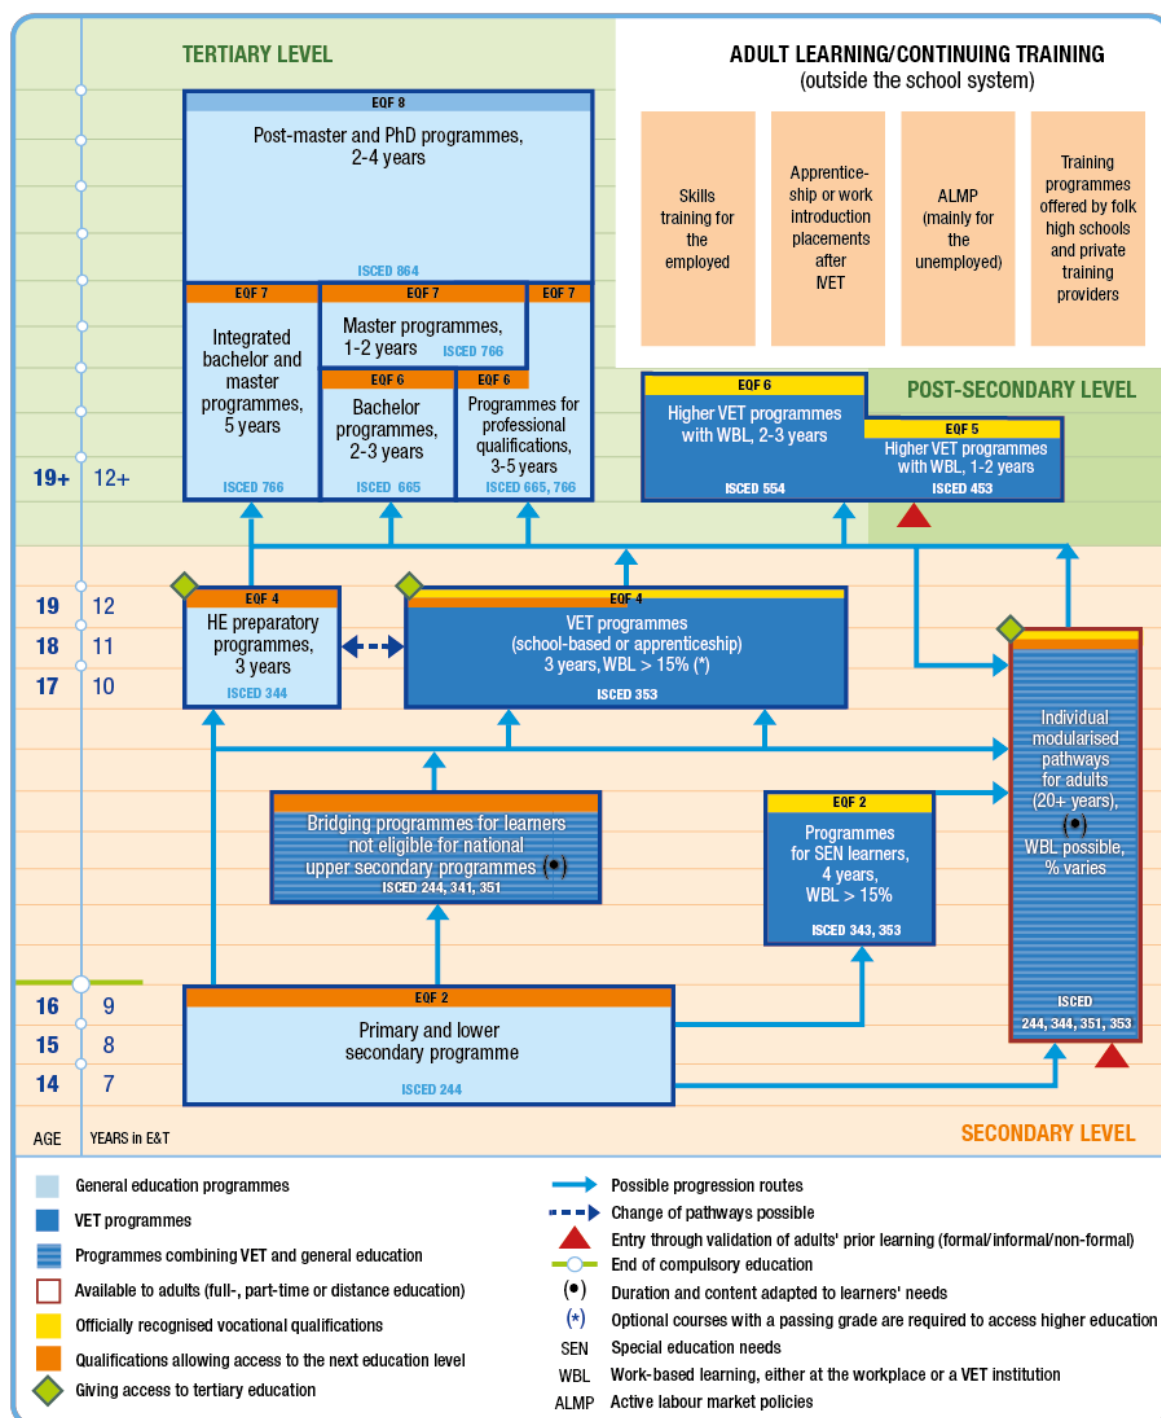 TERTIARY LEVEL
ADULT LEARNING/CONTINUING TRAINING
(outside the school system)
EQF 8
Post-master and PhD programmes,
2-4 years
ISCED 864
Skills
training for
the
employed
Apprentice-
ship or work
introduction
placements
after
IVET
ALMP
(mainly for
the
unemployed)
Training
programmes
offered by folk
high schools
and private
training
providers
EQF 7
Integrated
bachelor and
master
programmes,
5 years
ISCED 766
EQF 7
Master programmes,
1-2 years
ISCED 766
EQF 7
EQF 6
Bachelor
programmes,
2-3 years
ISCED 665
EQF 6
Programmes for
professional
qualifications,
3-5 years
ISCED 665, 766
POST-SECONDARY LEVEL
EQF 6
Higher VET programmes
with WBL, 2-3 years
ISCED 554
EQF 5
Higher VET programmes
with WBL, 1-2 years
ISCED 453
19+ 12+
19 12
18 11
17 10
EQF 4
HE preparatory
programmes,
3 years
ISCED 344
EQF 4
VET programmes
(school-based or apprenticeship)
3 years, WBL > 15% (*)
ISCED 353
Individual
modularised
pathways
for adults
(20+ years),
(•)
WBL possible,
% varies
ISCED
244, 344, 351, 353
Bridging programmes for learners
not eligible for national
upper secondary programmes (•)
ISCED 244, 341, 351
EQF 2
Programmes
for SEN learners,
4 years,
WBL > 15%
ISCED 343, 353
16 9
15 8
14 7
EQF 2
Primary and lower
secondary programme
ISCED 244
AGE YEARS in E&T
SECONDARY LEVEL
General education programmes
VET programmes
Programmes combining VET and general education
Available to adults (full-, part-time or distance education)
Officially recognised vocational qualifications
Qualifications allowing access to the next education level
Giving access to tertiary education
Possible progression routes
Change of pathways possible
Entry through validation of adults' prior learning (formal/informal/non-formal)
End of compulsory education
(•) Duration and content adapted to learners' needs
(*) Optional courses with a passing grade are required to access higher education
SEN Special education needs
WBL Work-based learning, either at the workplace or a VET institution
ALMP Active labour market policies